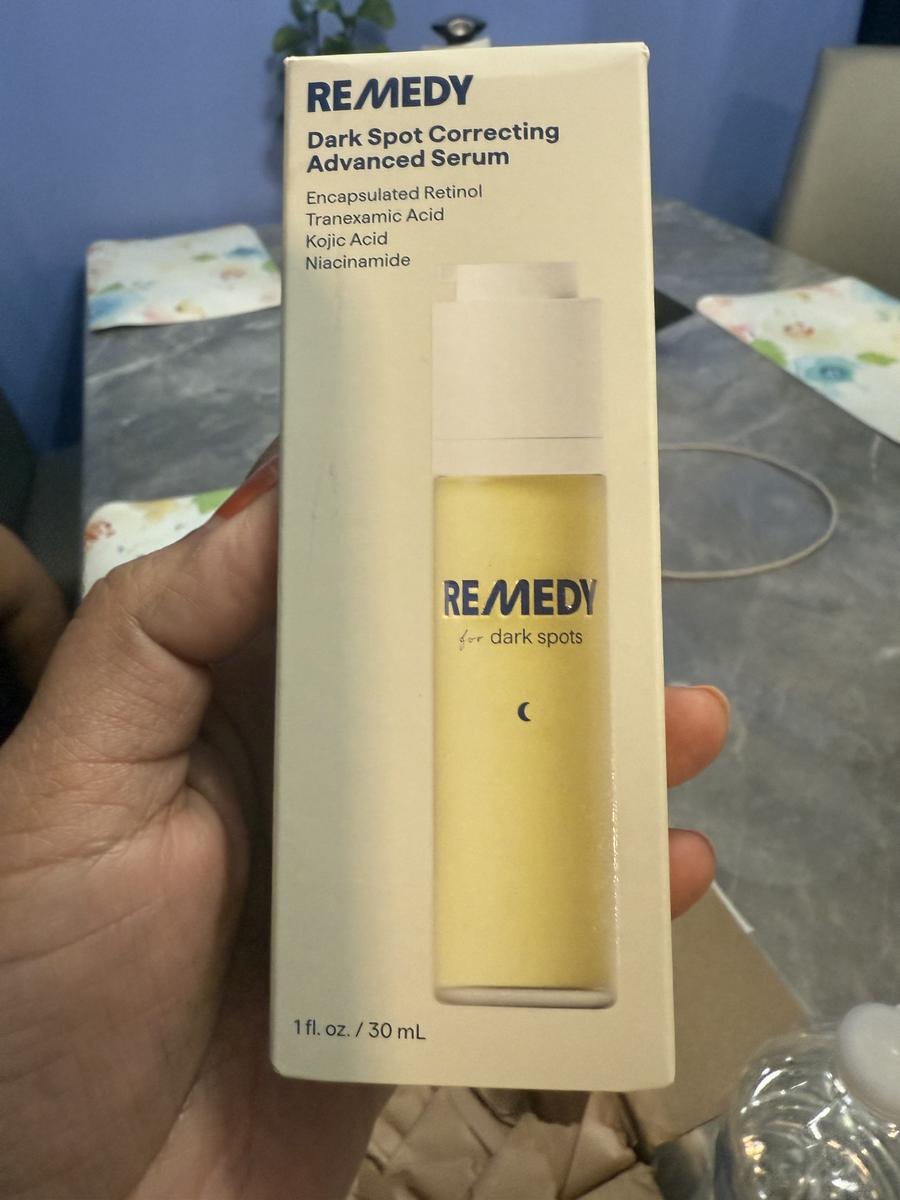 REMEDY
Dark Spot Correcting
Advanced Serum
Encapsulated Retinol
Tranexamic Acid
Kojic Acid
Niacinamide
REMEDY
for dark spots
1 fl. oz. / 30 mL